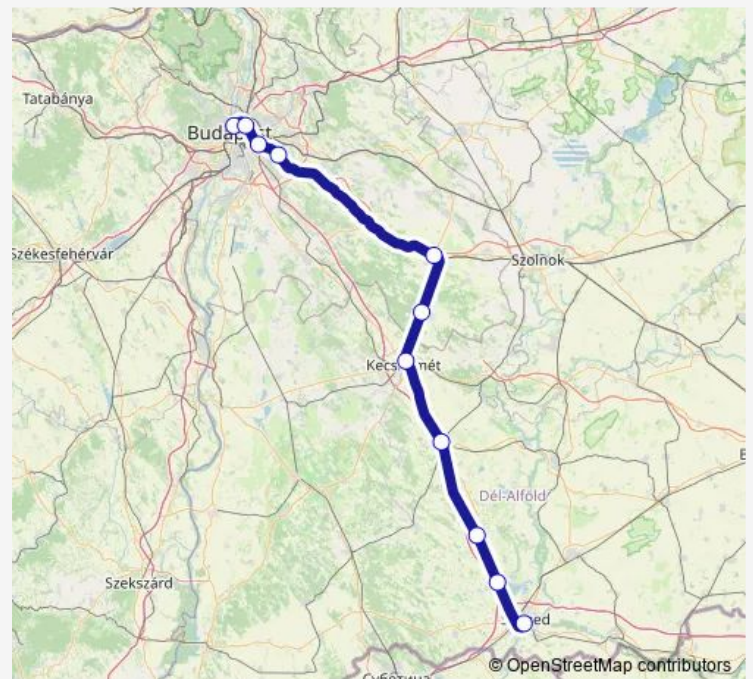 Tatabánya
Budapest
Székesfehérvár
Szolnok
Kecskemét
Dél-Alföld
Szekszárd
© OpenStreetMap contributors